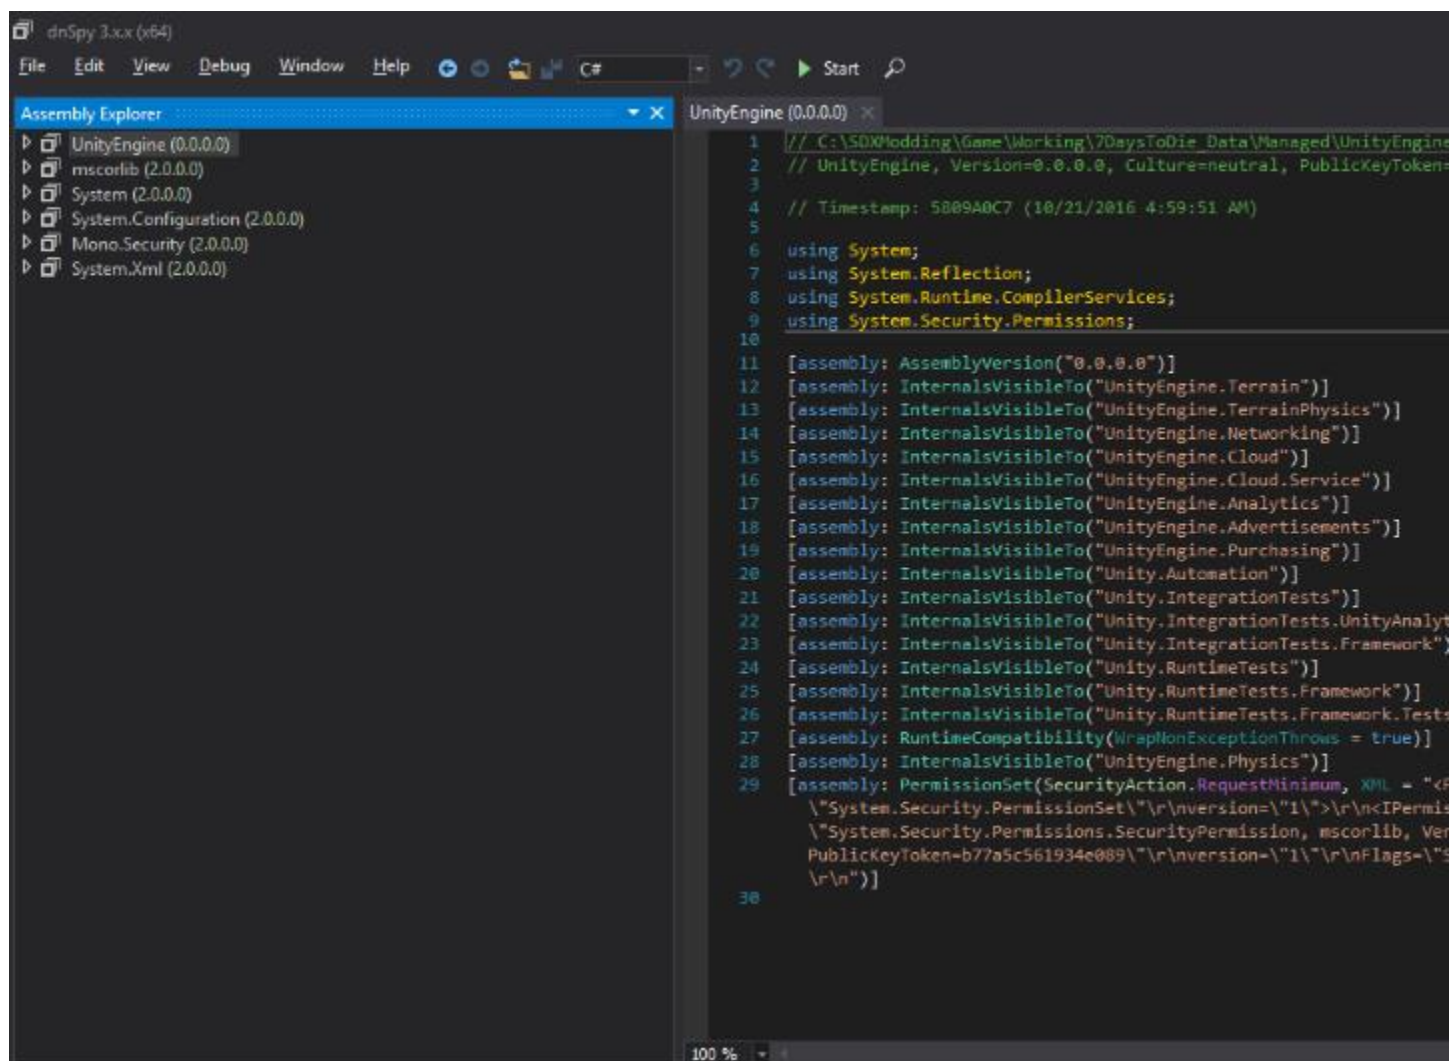 dnSpy 3.x.x (x64)
File Edit View Debug Window Help C# Start
Assembly Explorer
UnityEngine (0.0.0.0)
mscorlib (2.0.0.0)
System (2.0.0.0)
System.Configuration (2.0.0.0)
Mono.Security (2.0.0.0)
System.Xml (2.0.0.0)
UnityEngine (0.0.0.0)
1 // C:\SDXModding\Game\Working\7DaysToDie_Data\Managed\UnityEngine
2 // UnityEngine, Version=0.0.0.0, Culture=neutral, PublicKeyToken=
3
4 // Timestamp: 5809A0C7 (10/21/2016 4:59:51 AM)
5
6 using System;
7 using System.Reflection;
8 using System.Runtime.CompilerServices;
9 using System.Security.Permissions;
10
11 [assembly: AssemblyVersion("0.0.0.0")]
12 [assembly: InternalsVisibleTo("UnityEngine.Terrain")]
13 [assembly: InternalsVisibleTo("UnityEngine.TerrainPhysics")]
14 [assembly: InternalsVisibleTo("UnityEngine.Networking")]
15 [assembly: InternalsVisibleTo("UnityEngine.Cloud")]
16 [assembly: InternalsVisibleTo("UnityEngine.Cloud.Service")]
17 [assembly: InternalsVisibleTo("UnityEngine.Analytics")]
18 [assembly: InternalsVisibleTo("UnityEngine.Advertisements")]
19 [assembly: InternalsVisibleTo("UnityEngine.Purchasing")]
20 [assembly: InternalsVisibleTo("Unity.Automation")]
21 [assembly: InternalsVisibleTo("Unity.IntegrationTests")]
22 [assembly: InternalsVisibleTo("Unity.IntegrationTests.UnityAnalyt
23 [assembly: InternalsVisibleTo("Unity.IntegrationTests.Framework")
24 [assembly: InternalsVisibleTo("Unity.RuntimeTests")]
25 [assembly: InternalsVisibleTo("Unity.RuntimeTests.Framework")]
26 [assembly: InternalsVisibleTo("Unity.RuntimeTests.Framework.Tests
27 [assembly: RuntimeCompatibility(WrapNonExceptionThrows = true)]
28 [assembly: InternalsVisibleTo("UnityEngine.Physics")]
29 [assembly: PermissionSet(SecurityAction.RequestMinimum, XML = "<P
\"System.Security.PermissionSet\"\r\nversion=\"1\">\r\n<IPermis
\"System.Security.Permissions.SecurityPermission, mscorlib, Ver
PublicKeyToken=b77a5c561934e089\"\r\nversion=\"1\"\r\nFlags=\"S
\r\n")]
30
100 %